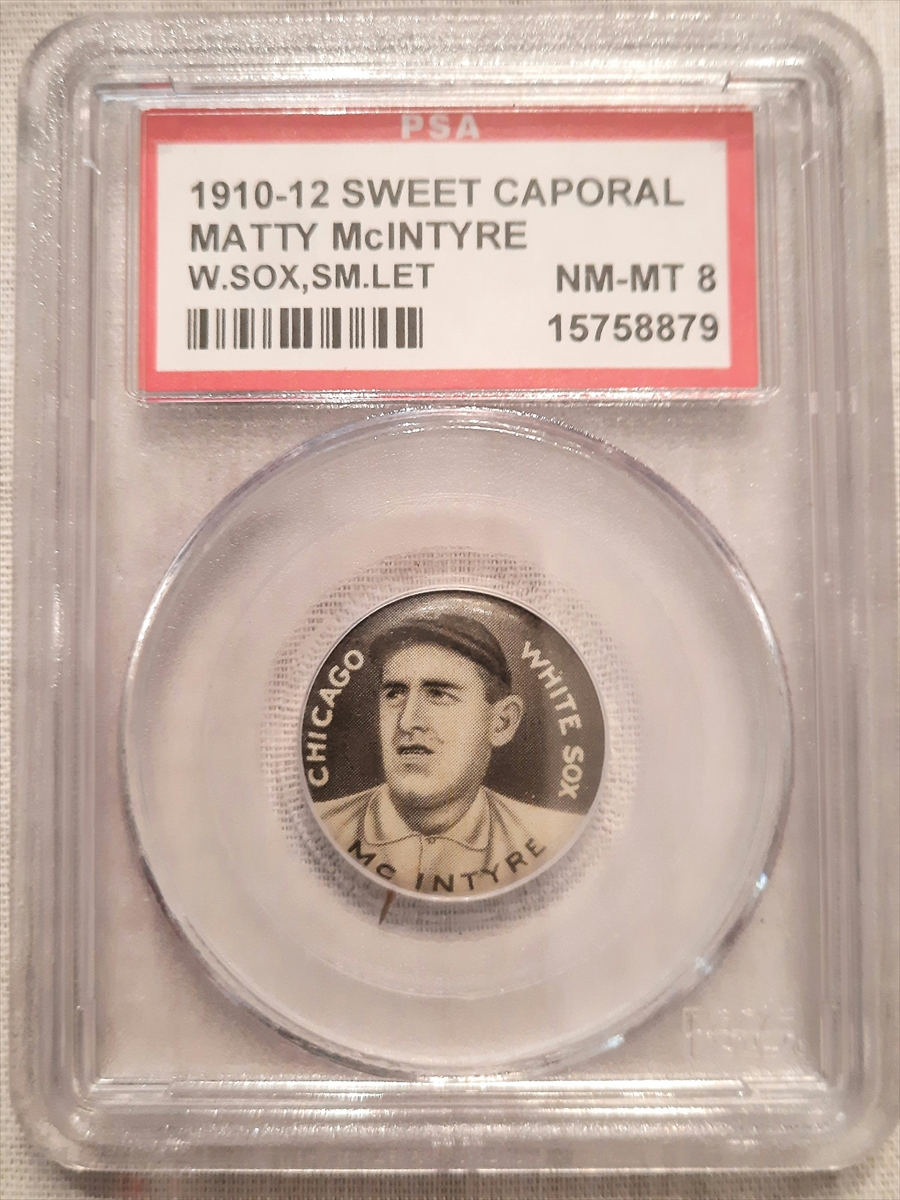 PSA
1910-12 SWEET CAPORAL
MATTY McINTYRE
W.SOX,SM.LET NM-MT 8
15758879
CHICAGO
WHITE SOX
MC INTYRE